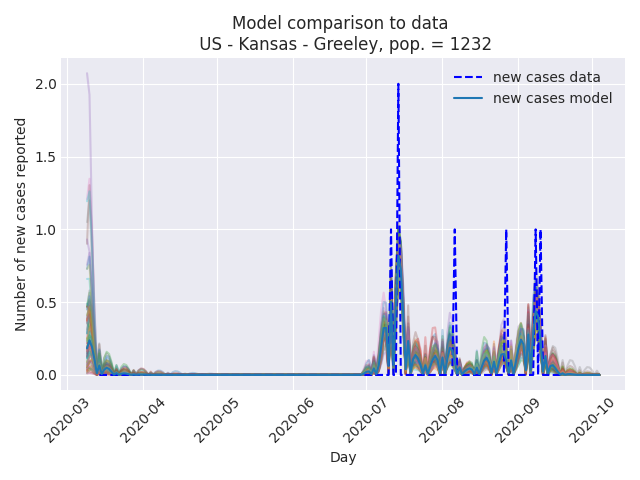 Model comparison to data
US - Kansas - Greeley, pop. = 1232
new cases data
new cases model
Number of new cases reported
2.0
1.5
1.0
0.5
0.0
2020-03
2020-04
2020-05
2020-06
2020-07
2020-08
2020-09
2020-10
Day